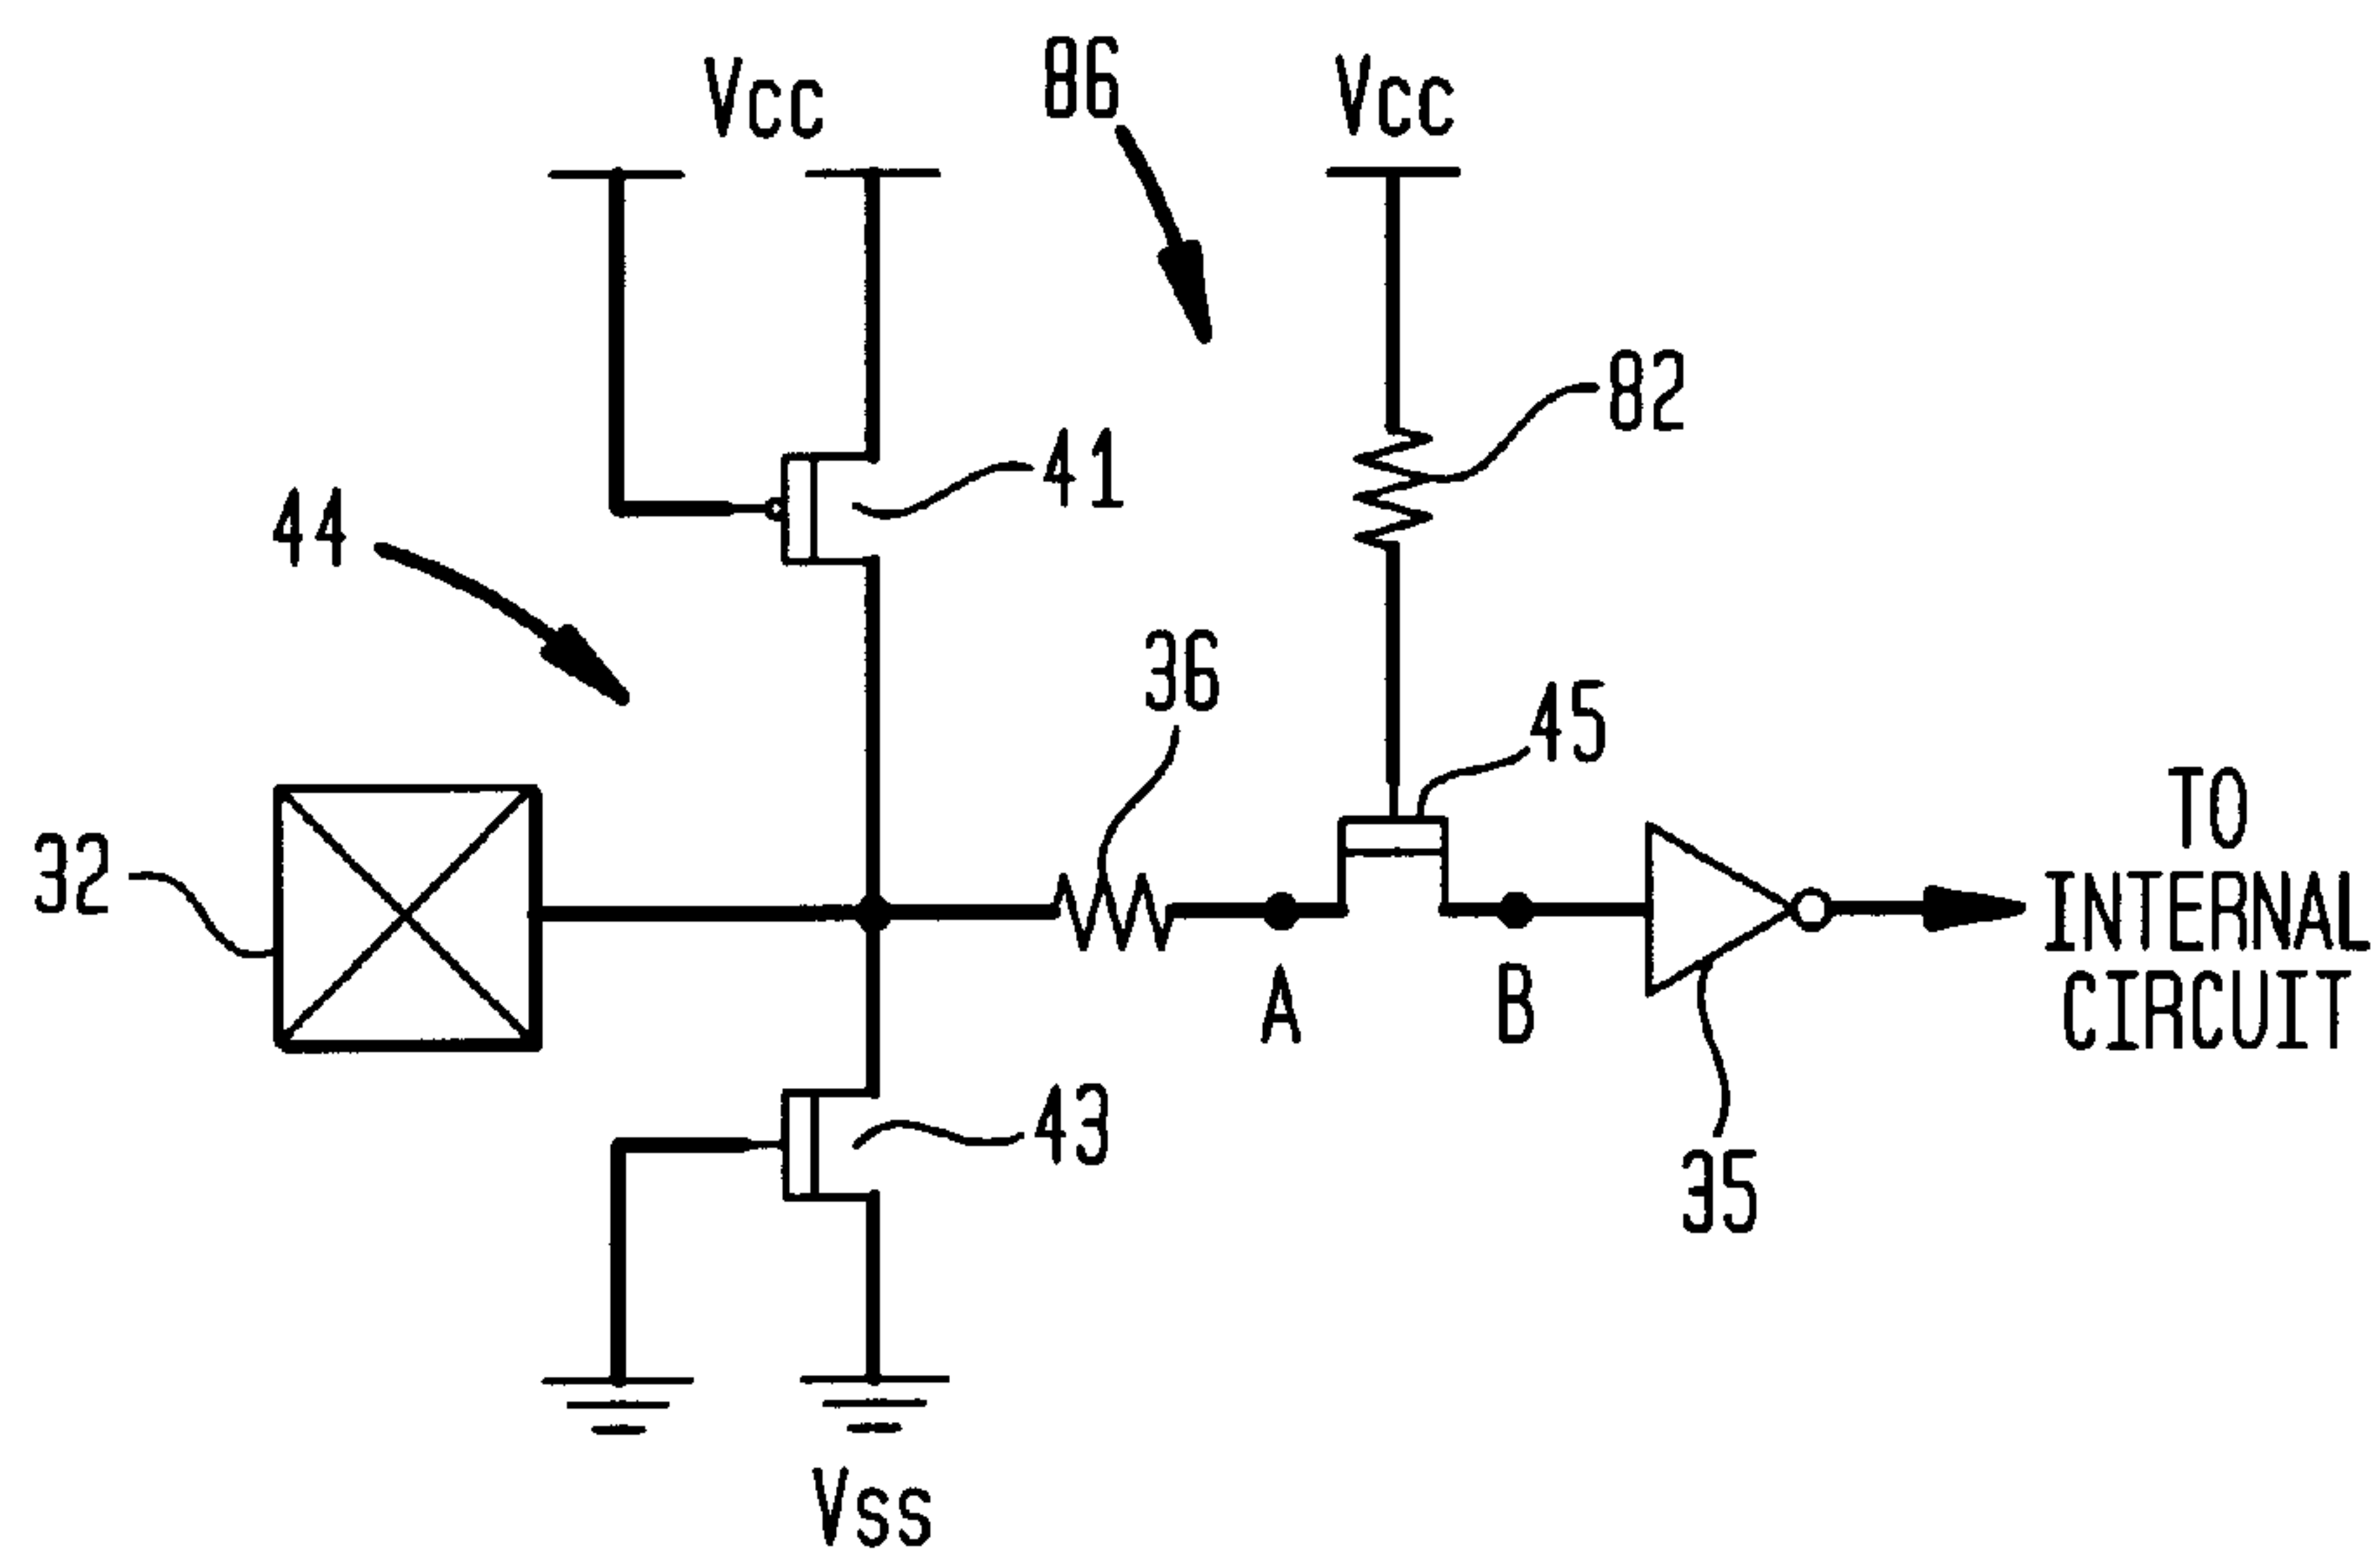 Vcc
86
Vcc
82
41
44
36
45
32
TO
INTERNAL
CIRCUIT
A
B
43
35
Vss